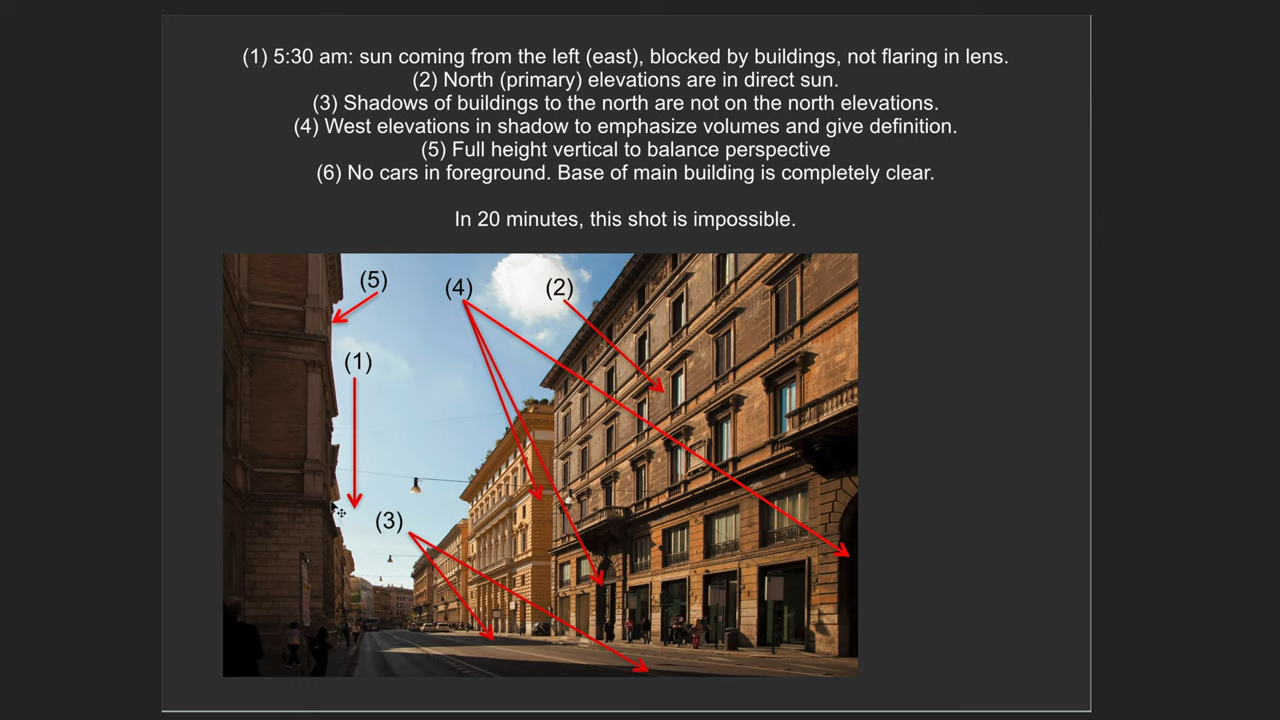 (1) 5:30 am: sun coming from the left (east), blocked by buildings, not flaring in lens.
(2) North (primary) elevations are in direct sun.
(3) Shadows of buildings to the north are not on the north elevations.
(4) West elevations in shadow to emphasize volumes and give definition.
(5) Full height vertical to balance perspective
(6) No cars in foreground. Base of main building is completely clear.
In 20 minutes, this shot is impossible.
(5)
(4)
(2)
(1)
(3)